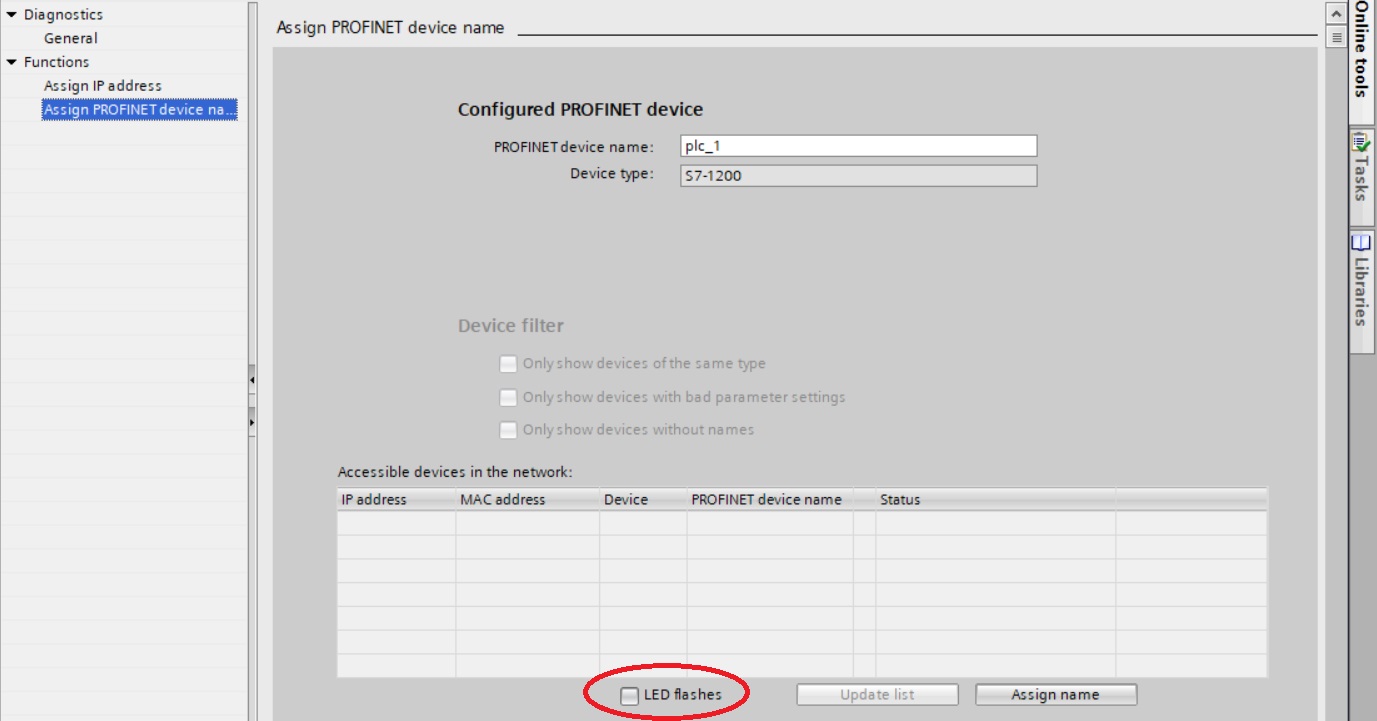 Diagnostics
General
Functions
Assign IP address
Assign PROFINET device na...
Assign PROFINET device name
Configured PROFINET device
PROFINET device name: plc_1
Device type: S7-1200
Device filter
Only show devices of the same type
Only show devices with bad parameter settings
Only show devices without names
Accessible devices in the network:
IP address MAC address Device PROFINET device name Status
LED flashes Update list Assign name
Online tools
Tasks
Libraries